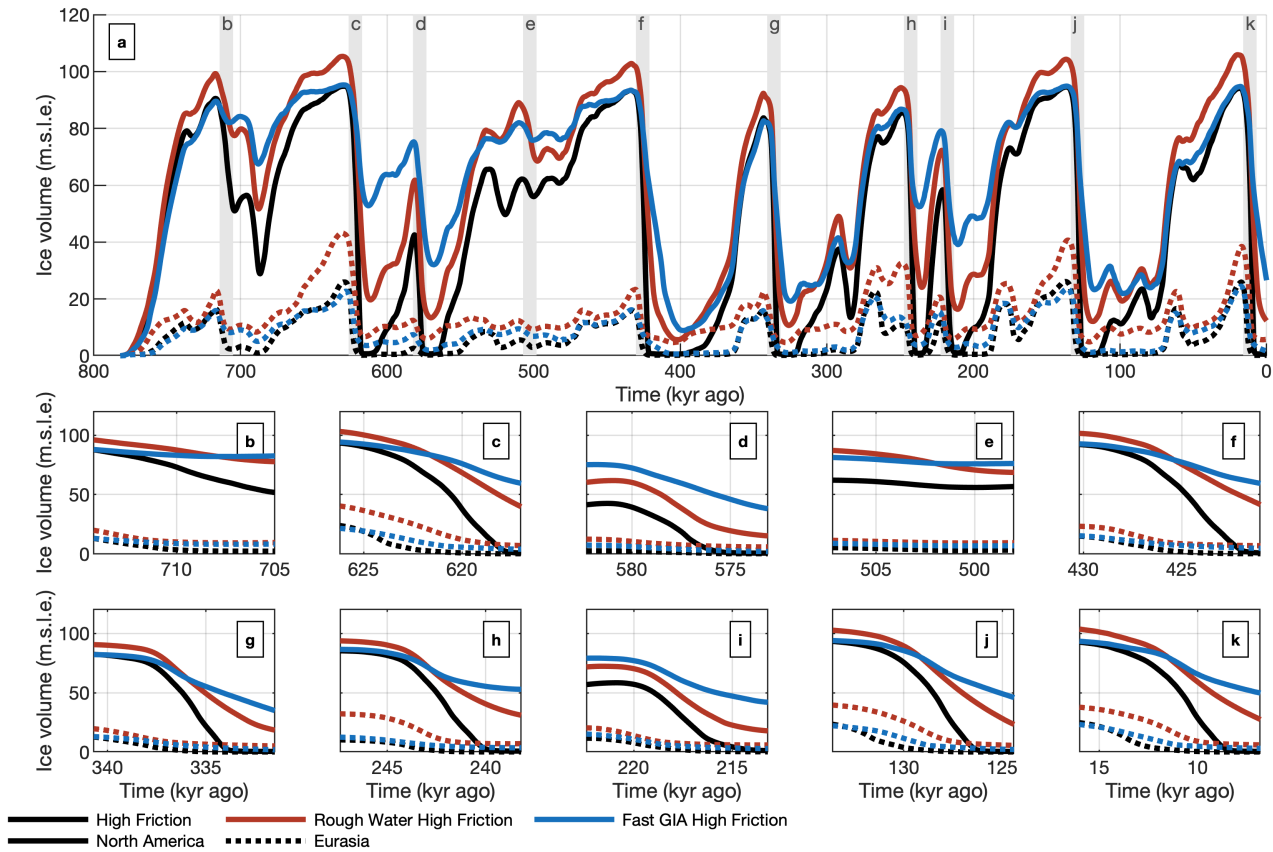 120
100
80
60
40
20
0
Ice volume (m.s.l.e.)
a
b
c
d
e
f
g
h
i
j
k
800
700
600
500
400
300
200
100
0
Time (kyr ago)
Ice volume (m.s.l.e.)
100
50
0
b
710
705
c
625
620
d
580
575
e
505
500
f
430
425
Ice volume (m.s.l.e.)
100
50
0
g
340
335
Time (kyr ago)
h
245
240
Time (kyr ago)
i
220
215
Time (kyr ago)
j
130
125
Time (kyr ago)
k
15
10
Time (kyr ago)
High Friction
Rough Water High Friction
Fast GIA High Friction
North America
Eurasia